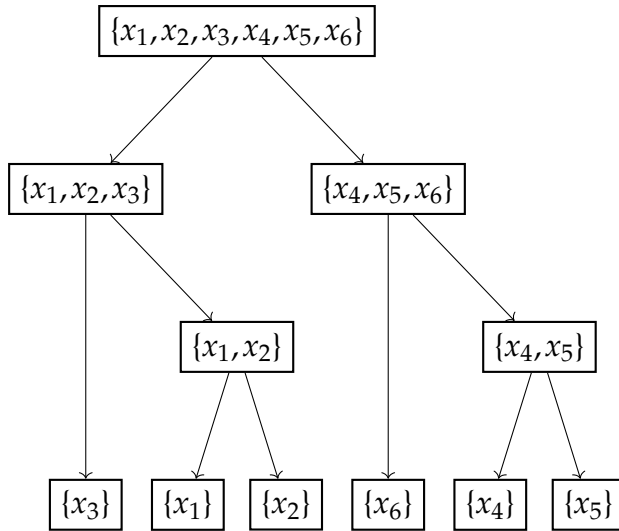 {x₁, x₂, x₃, x₄, x₅, x₆}
{x₁, x₂, x₃}
{x₄, x₅, x₆}
{x₁, x₂}
{x₄, x₅}
{x₃}
{x₁}
{x₂}
{x₆}
{x₄}
{x₅}